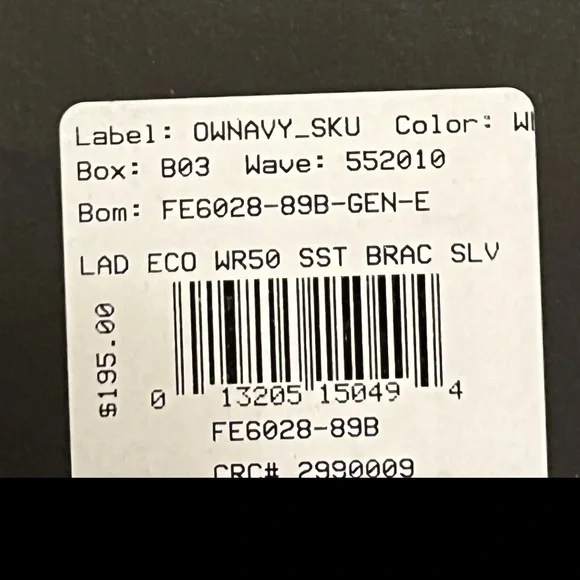 Label: OWNAVY_SKU Color:
Box: B03 Wave: 552010
Bom: FE6028-89B-GEN-E
LAD ECO WR50 SST BRAC SLV
$195.00
0 13205 15049 4
FE6028-89B
CRC# 2990009